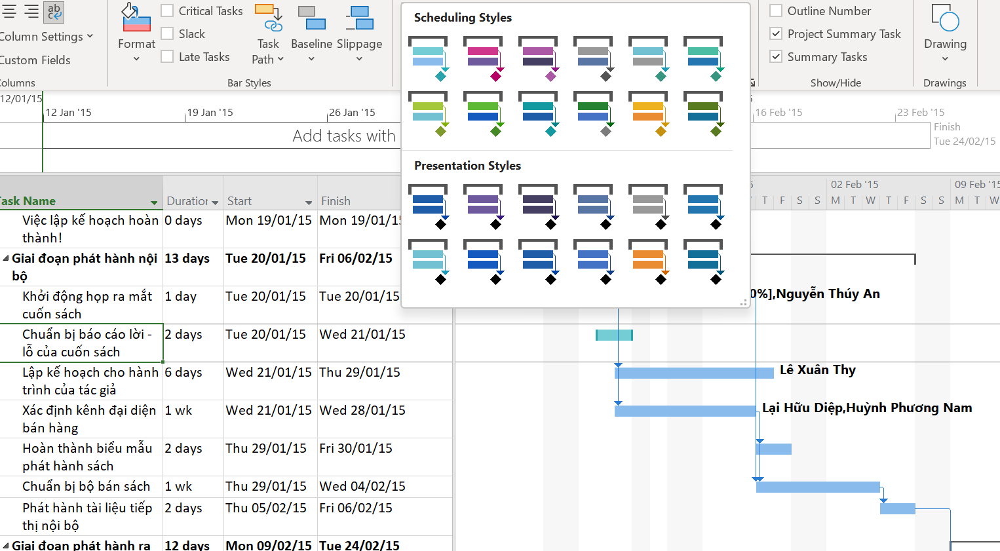 Column Settings
Custom Fields
Columns
Format
Critical Tasks
Slack
Late Tasks
Task
Path
Baseline
Slippage
Bar Styles
Scheduling Styles
Presentation Styles
Outline Number
Project Summary Task
Summary Tasks
Show/Hide
Drawing
Drawings
12/01/15
12 Jan '15
19 Jan '15
26 Jan '15
16 Feb '15
23 Feb '15
Add tasks with
Finish
Tue 24/02/15
Task Name Duration Start Finish
02 Feb '15 09 Feb '15
T F S S M T W T F S S M T W
Việc lập kế hoạch hoàn 0 days Mon 19/01/15 Mon 19/01/15
thành!
Giai đoạn phát hành nội 13 days Tue 20/01/15 Fri 06/02/15
bộ
Khởi động họp ra mắt 1 day Tue 20/01/15 Tue 20/01/15
0%],Nguyễn Thúy An
cuốn sách
Chuẩn bị báo cáo lời - 2 days Tue 20/01/15 Wed 21/01/15
lỗ của cuốn sách
Lập kế hoạch cho hành 6 days Wed 21/01/15 Thu 29/01/15
Lê Xuân Thy
trình của tác giả
Xác định kênh đại diện 1 wk Wed 21/01/15 Wed 28/01/15
Lại Hữu Diệp,Huỳnh Phương Nam
bán hàng
Hoàn thành biểu mẫu 2 days Thu 29/01/15 Fri 30/01/15
phát hành sách
Chuẩn bị bộ bán sách 1 wk Thu 29/01/15 Wed 04/02/15
Phát hành tài liệu tiếp 2 days Thu 05/02/15 Fri 06/02/15
thị nội bộ
Giai đoạn phát hành ra 12 days Mon 09/02/15 Tue 24/02/15